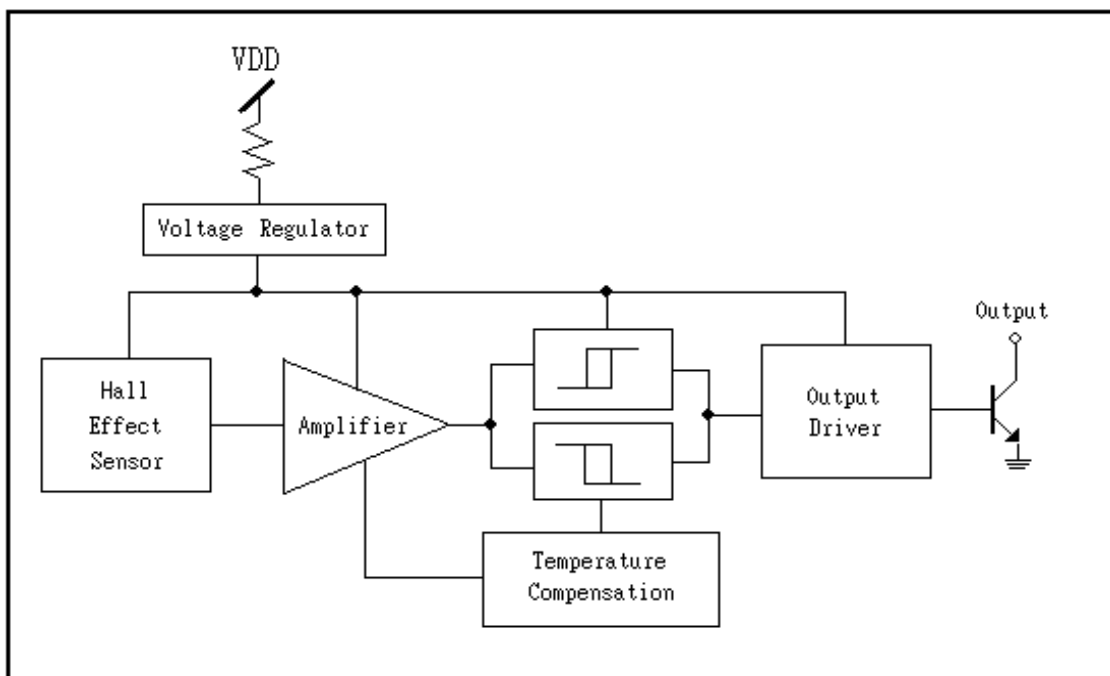 VDD
Voltage Regulator
Output
Hall
Effect
Sensor
Amplifier
Output
Driver
Temperature
Compensation